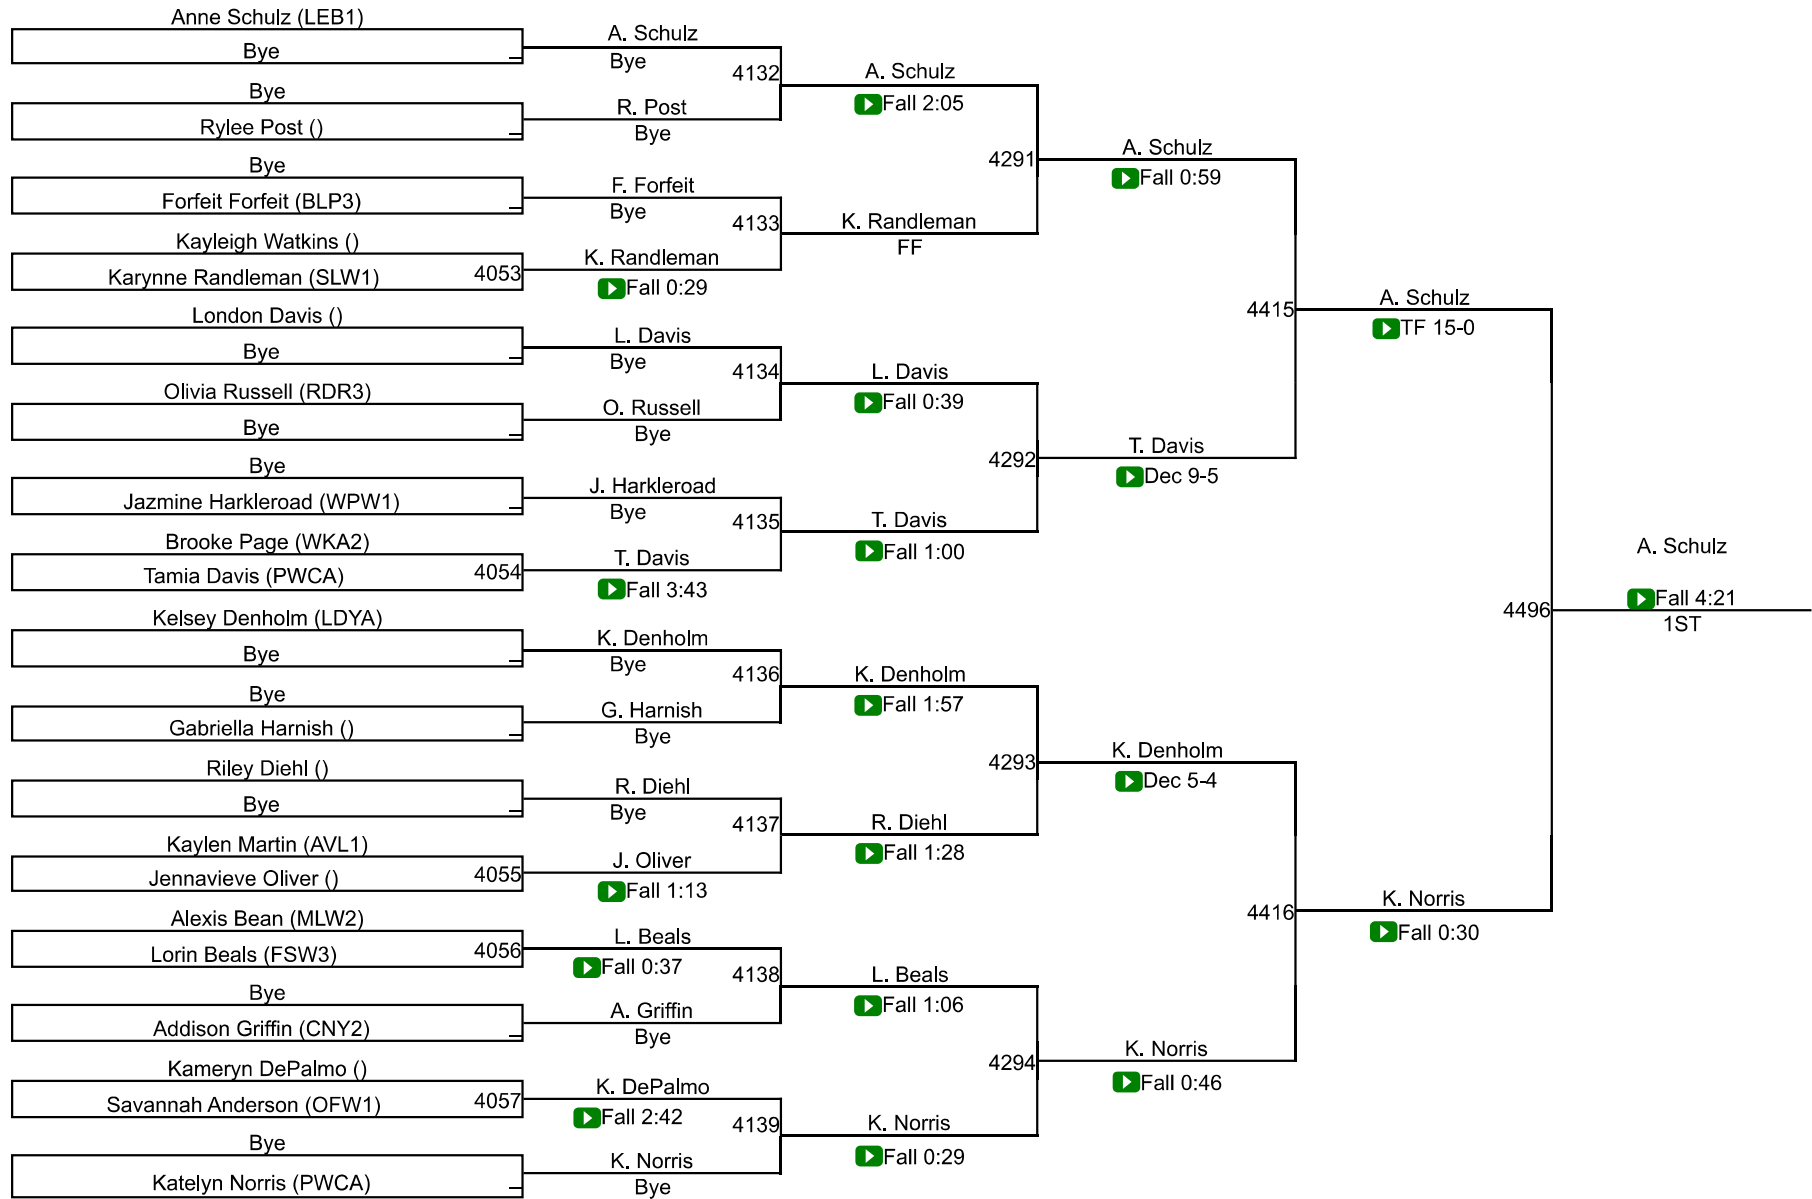 Anne Schulz (LEB1)
Bye
Bye
Rylee Post ()
Bye
Forfeit Forfeit (BLP3)
Kayleigh Watkins ()
Karynne Randleman (SLW1) 4053
London Davis ()
Bye
Olivia Russell (RDR3)
Bye
Bye
Jazmine Harkleroad (WPW1)
Brooke Page (WKA2)
Tamia Davis (PWCA) 4054
Kelsey Denholm (LDYA)
Bye
Bye
Gabriella Harnish ()
Riley Diehl ()
Bye
Kaylen Martin (AVL1)
Jennavieve Oliver () 4055
Alexis Bean (MLW2)
Lorin Beals (FSW3) 4056
Bye
Addison Griffin (CNY2)
Kameryn DePalmo ()
Savannah Anderson (OFW1) 4057
Bye
Katelyn Norris (PWCA)
A. Schulz
Bye
4132
R. Post
Bye
F. Forfeit
Bye
4133
K. Randleman
Fall 0:29
L. Davis
Bye
4134
O. Russell
Bye
J. Harkleroad
Bye
4135
T. Davis
Fall 3:43
K. Denholm
Bye
4136
G. Harnish
Bye
R. Diehl
Bye
4137
J. Oliver
Fall 1:13
L. Beals
Fall 0:37
4138
A. Griffin
Bye
K. DePalmo
Fall 2:42
4139
K. Norris
Bye
A. Schulz
Fall 2:05
4291
K. Randleman
FF
L. Davis
Fall 0:39
4292
T. Davis
Fall 1:00
K. Denholm
Fall 1:57
4293
R. Diehl
Fall 1:28
L. Beals
Fall 1:06
4294
K. Norris
Fall 0:29
A. Schulz
Fall 0:59
4415
T. Davis
Dec 9-5
K. Denholm
Dec 5-4
4416
K. Norris
Fall 0:46
A. Schulz
TF 15-0
4496
K. Norris
Fall 0:30
A. Schulz
Fall 4:21
1ST